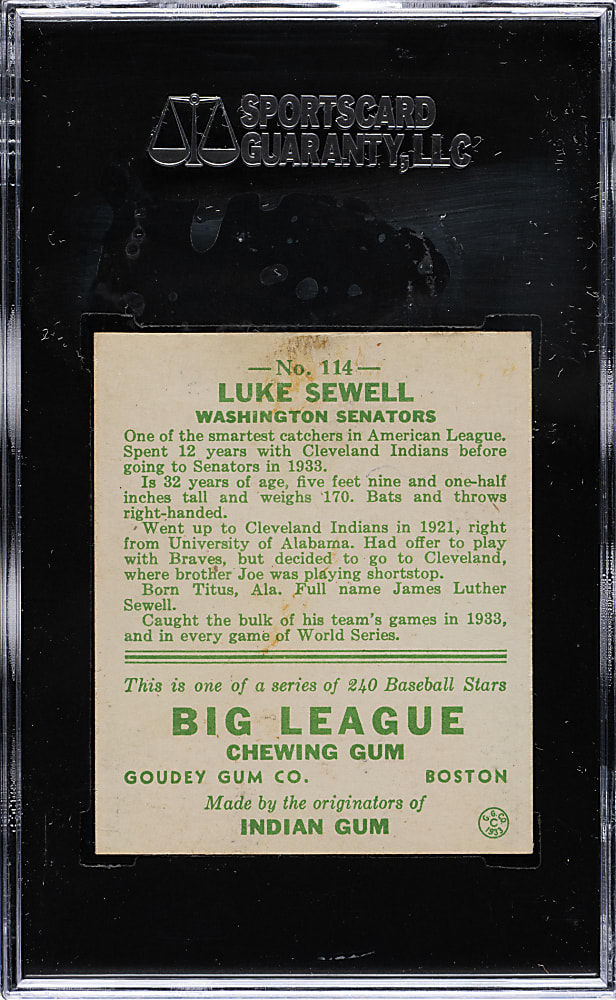 SPORTSCARD
GUARANTY, LLC
— No. 114 —
LUKE SEWELL
WASHINGTON SENATORS
One of the smartest catchers in American League.
Spent 12 years with Cleveland Indians before
going to Senators in 1933.
Is 32 years of age, five feet nine and one-half
inches tall and weighs 170. Bats and throws
right-handed.
Went up to Cleveland Indians in 1921, right
from University of Alabama. Had offer to play
with Braves, but decided to go to Cleveland,
where brother Joe was playing shortstop.
Born Titus, Ala. Full name James Luther
Sewell.
Caught the bulk of his team's games in 1933,
and in every game of World Series.
This is one of a series of 240 Baseball Stars
BIG LEAGUE
CHEWING GUM
GOUDEY GUM CO. BOSTON
Made by the originators of
INDIAN GUM
G. G. CO.
C
1933